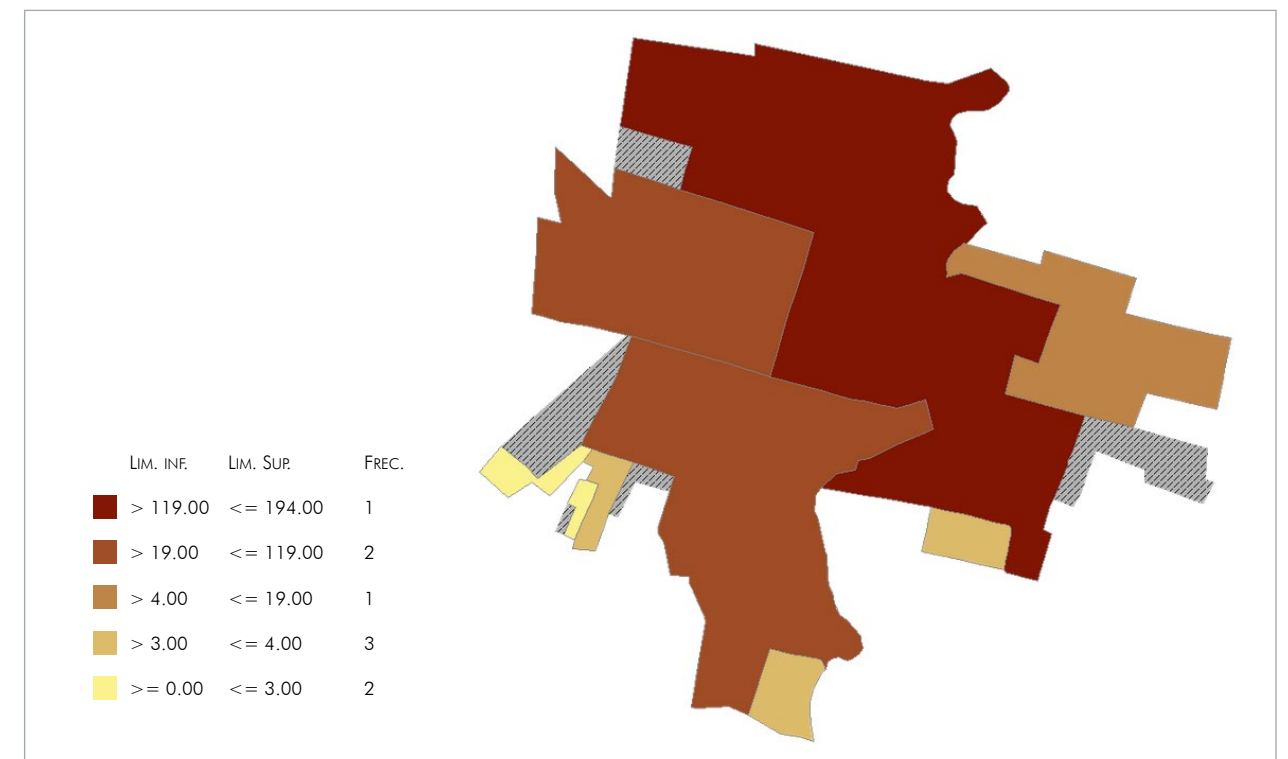 LIM. INF. LIM. SUP. FREC.
> 119.00 <= 194.00 1
> 19.00 <= 119.00 2
> 4.00 <= 19.00 1
> 3.00 <= 4.00 3
>= 0.00 <= 3.00 2